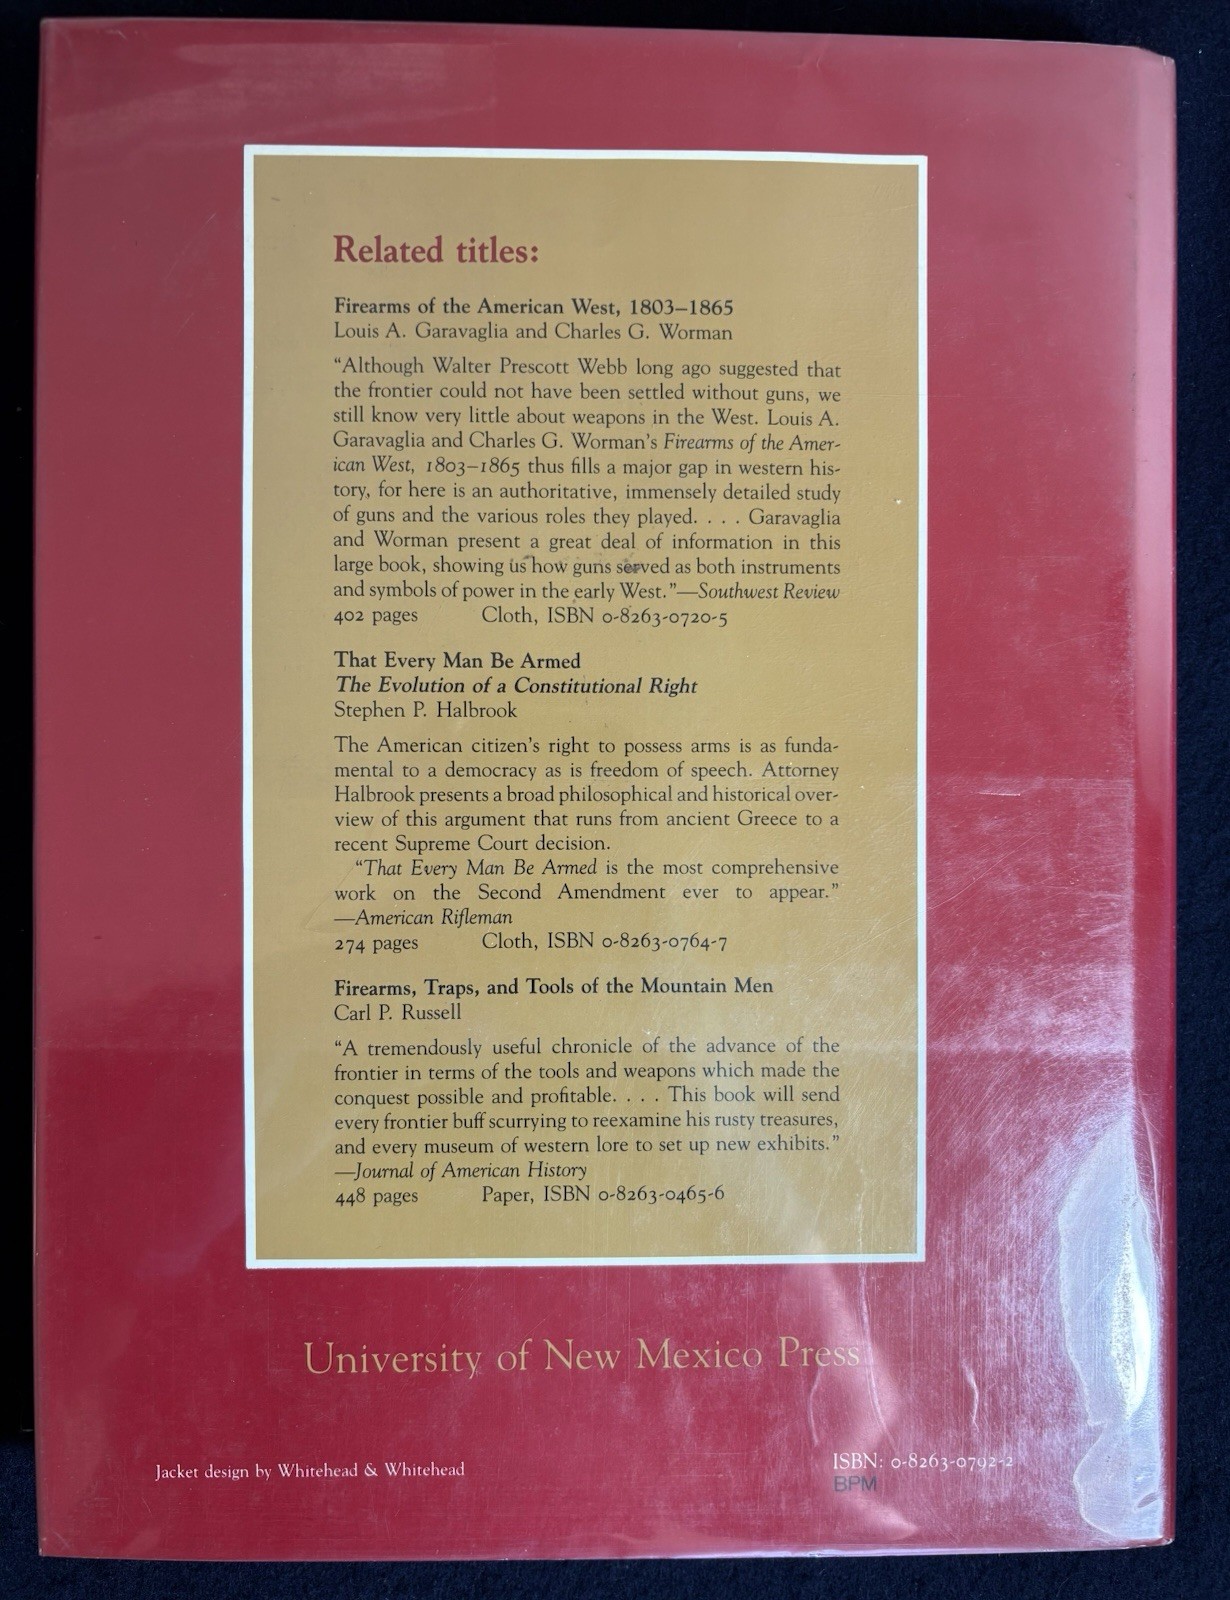 Related titles:
Firearms of the American West, 1803–1865
Louis A. Garavaglia and Charles G. Worman
“Although Walter Prescott Webb long ago suggested that
the frontier could not have been settled without guns, we
still know very little about weapons in the West. Louis A.
Garavaglia and Charles G. Worman’s Firearms of the Amer-
ican West, 1803–1865 thus fills a major gap in western his-
tory, for here is an authoritative, immensely detailed study
of guns and the various roles they played. . . . Garavaglia
and Worman present a great deal of information in this
large book, showing us how guns served as both instruments
and symbols of power in the early West.”—Southwest Review
402 pages Cloth, ISBN 0-8263-0720-5
That Every Man Be Armed
The Evolution of a Constitutional Right
Stephen P. Halbrook
The American citizen’s right to possess arms is as funda-
mental to a democracy as is freedom of speech. Attorney
Halbrook presents a broad philosophical and historical over-
view of this argument that runs from ancient Greece to a
recent Supreme Court decision.
“That Every Man Be Armed is the most comprehensive
work on the Second Amendment ever to appear.”
—American Rifleman
274 pages Cloth, ISBN 0-8263-0764-7
Firearms, Traps, and Tools of the Mountain Men
Carl P. Russell
“A tremendously useful chronicle of the advance of the
frontier in terms of the tools and weapons which made the
conquest possible and profitable. . . . This book will send
every frontier buff scurrying to reexamine his rusty treasures,
and every museum of western lore to set up new exhibits.”
—Journal of American History
448 pages Paper, ISBN 0-8263-0465-6
University of New Mexico Press
Jacket design by Whitehead & Whitehead
ISBN: 0-8263-0792-2
BPM